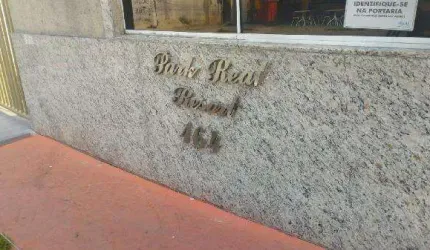 IDENTIFIQUE-SE
NA PORTARIA
Park Real
Resort
464